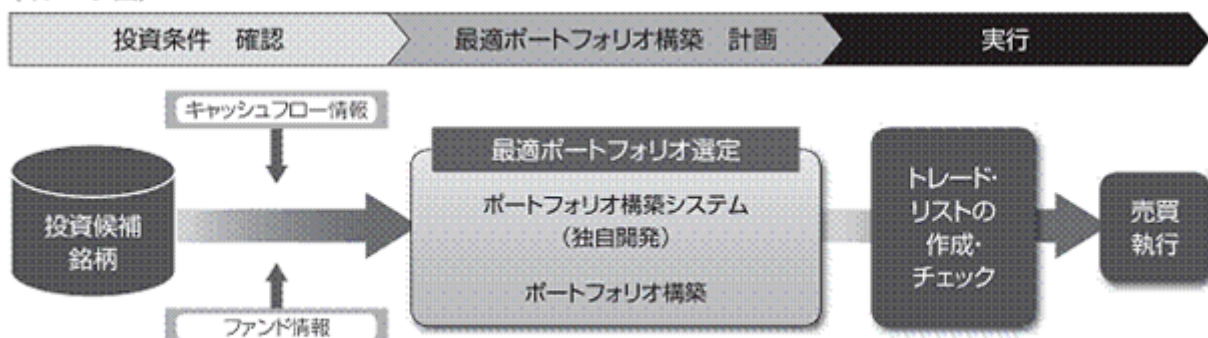 投資条件 確認
最適ポートフォリオ構築 計画
実行
キャッシュフロー情報
投資候補
銘柄
ファンド情報
最適ポートフォリオ選定
ポートフォリオ構築システム
(独自開発)
ポートフォリオ構築
トレード・
リストの
作成・
チェック
売買
執行